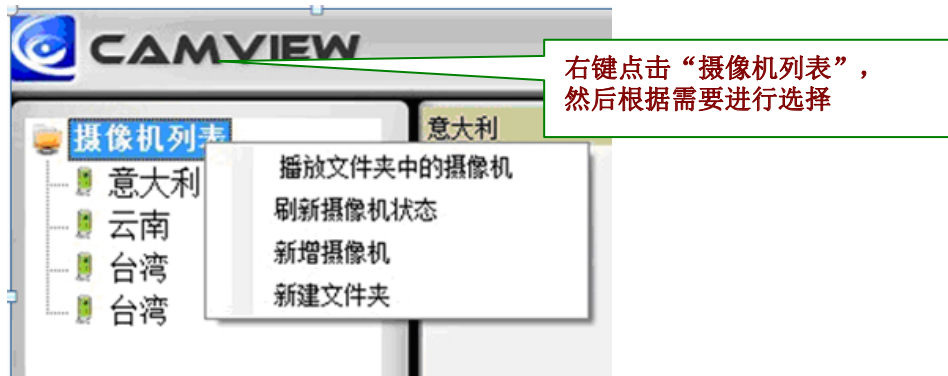 CAMVIEW
右键点击“摄像机列表”，
然后根据需要进行选择
摄像机列表
意大利
云南
台湾
台湾
意大利
播放文件夹中的摄像机
刷新摄像机状态
新增摄像机
新建文件夹